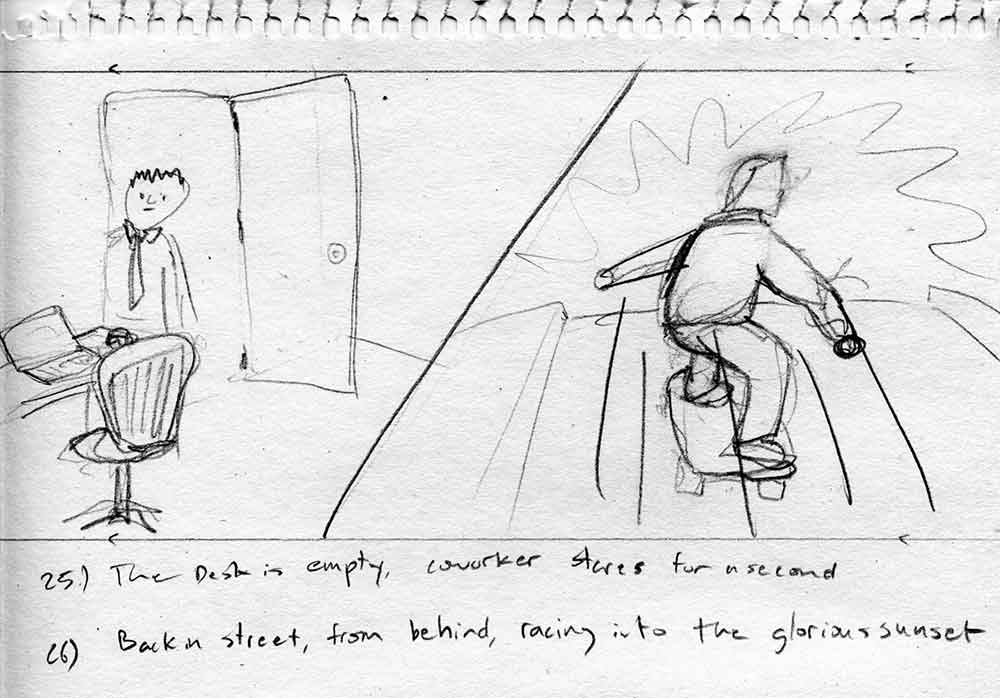 25.) The Desk is empty, coworker stares for a second
26) Back in street, from behind, racing into the glorious sunset